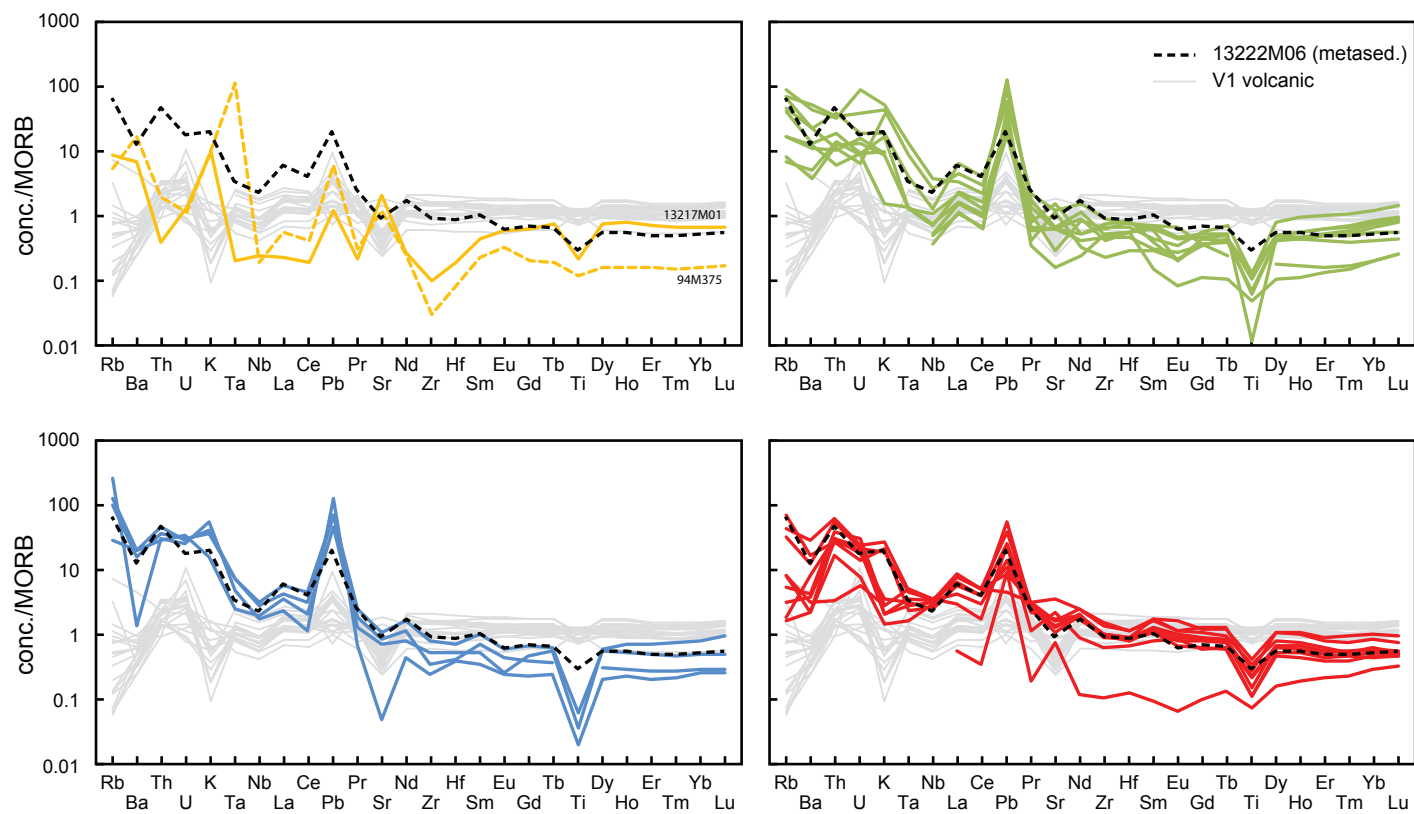 1000
100
10
1
0.1
0.01
conc./MORB
13217M01
94M375
Rb Th K Nb Ce Pr Nd Hf Eu Tb Dy Er Yb
Ba U Ta La Pb Sr Zr Sm Gd Ti Ho Tm Lu
13222M06 (metased.)
V1 volcanic
Rb Th K Nb Ce Pr Nd Hf Eu Tb Dy Er Yb
Ba U Ta La Pb Sr Zr Sm Gd Ti Ho Tm Lu
1000
100
10
1
0.1
0.01
conc./MORB
Rb Th K Nb Ce Pr Nd Hf Eu Tb Dy Er Yb
Ba U Ta La Pb Sr Zr Sm Gd Ti Ho Tm Lu
Rb Th K Nb Ce Pr Nd Hf Eu Tb Dy Er Yb
Ba U Ta La Pb Sr Zr Sm Gd Ti Ho Tm Lu